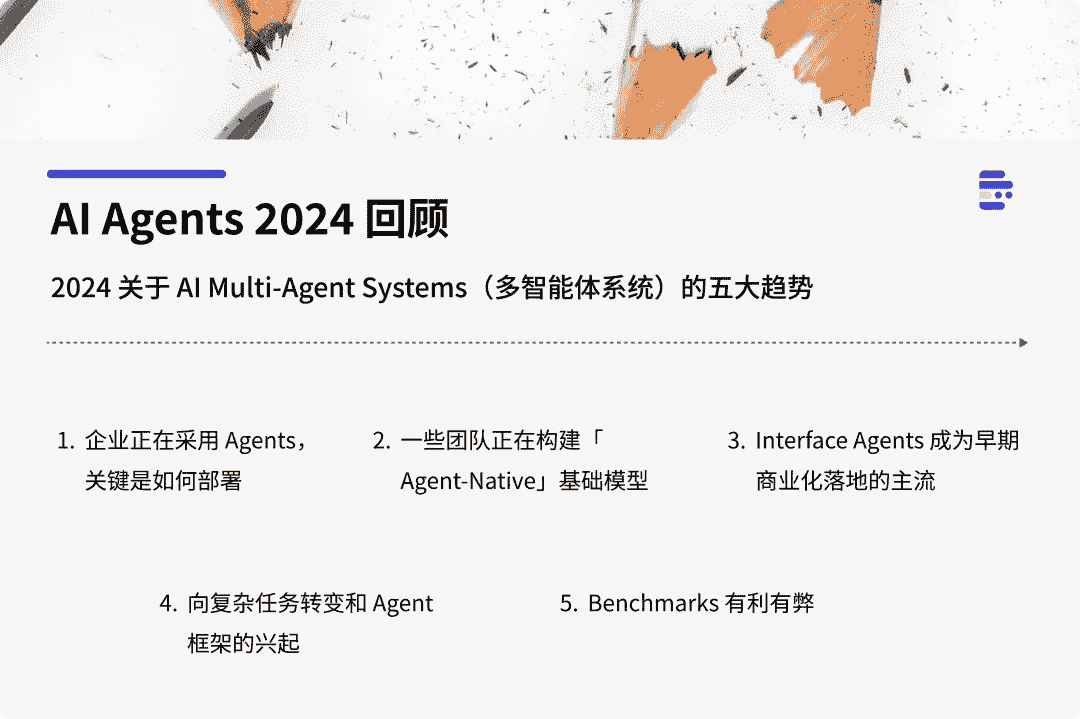 AI Agents 2024 回顾
2024 关于 AI Multi-Agent Systems（多智能体系统）的五大趋势
1. 企业正在采用 Agents，
关键是如何部署
2. 一些团队正在构建「
Agent-Native」基础模型
3. Interface Agents 成为早期
商业化落地的主流
4. 向复杂任务转变和 Agent
框架的兴起
5. Benchmarks 有利有弊